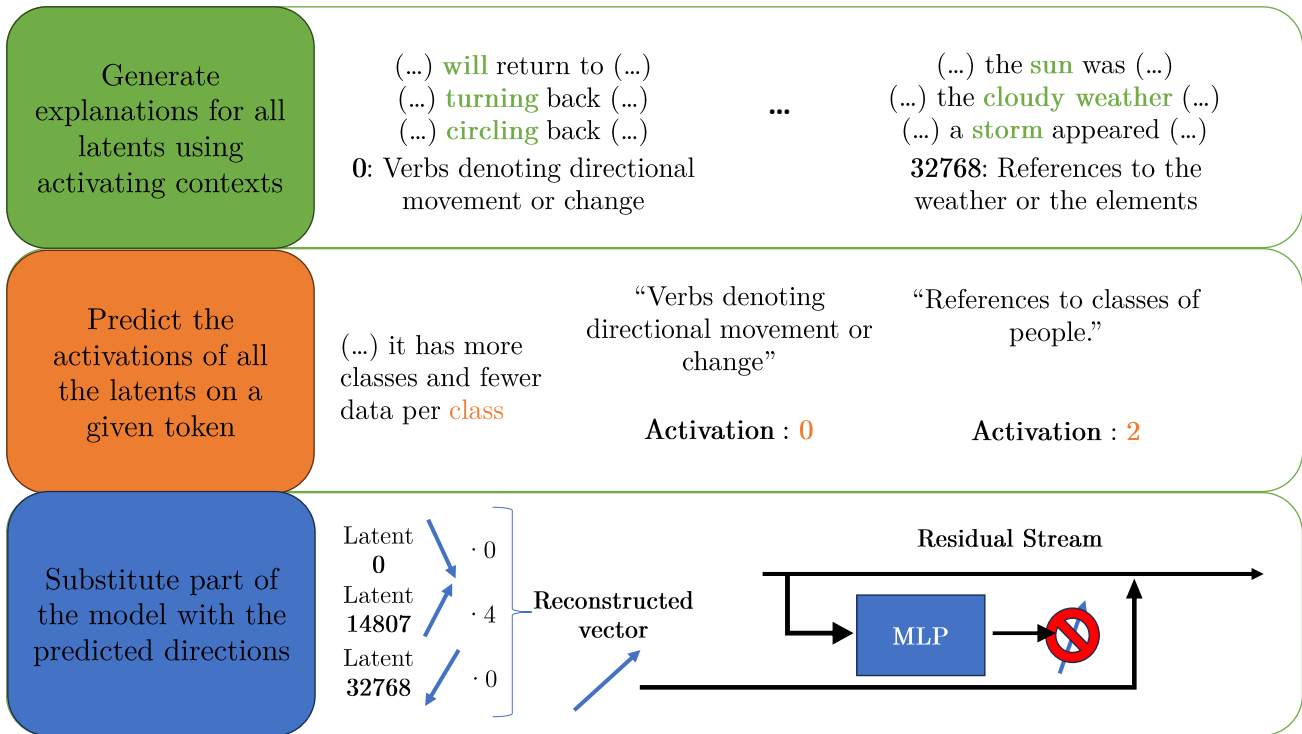 Generate
explanations for all
latents using
activating contexts
(...) will return to (...)
(...) turning back (...)
(...) circling back (...)
0: Verbs denoting directional
movement or change
...
(...) the sun was (...)
(...) the cloudy weather (...)
(...) a storm appeared (...)
32768: References to the
weather or the elements
Predict the
activations of all
the latents on a
given token
(...) it has more
classes and fewer
data per class
“Verbs denoting
directional movement or
change”
Activation : 0
“References to classes of
people.”
Activation : 2
Substitute part of
the model with the
predicted directions
Latent
0
· 0
Latent
14807
· 4
Latent
32768
· 0
Reconstructed
vector
Residual Stream
MLP